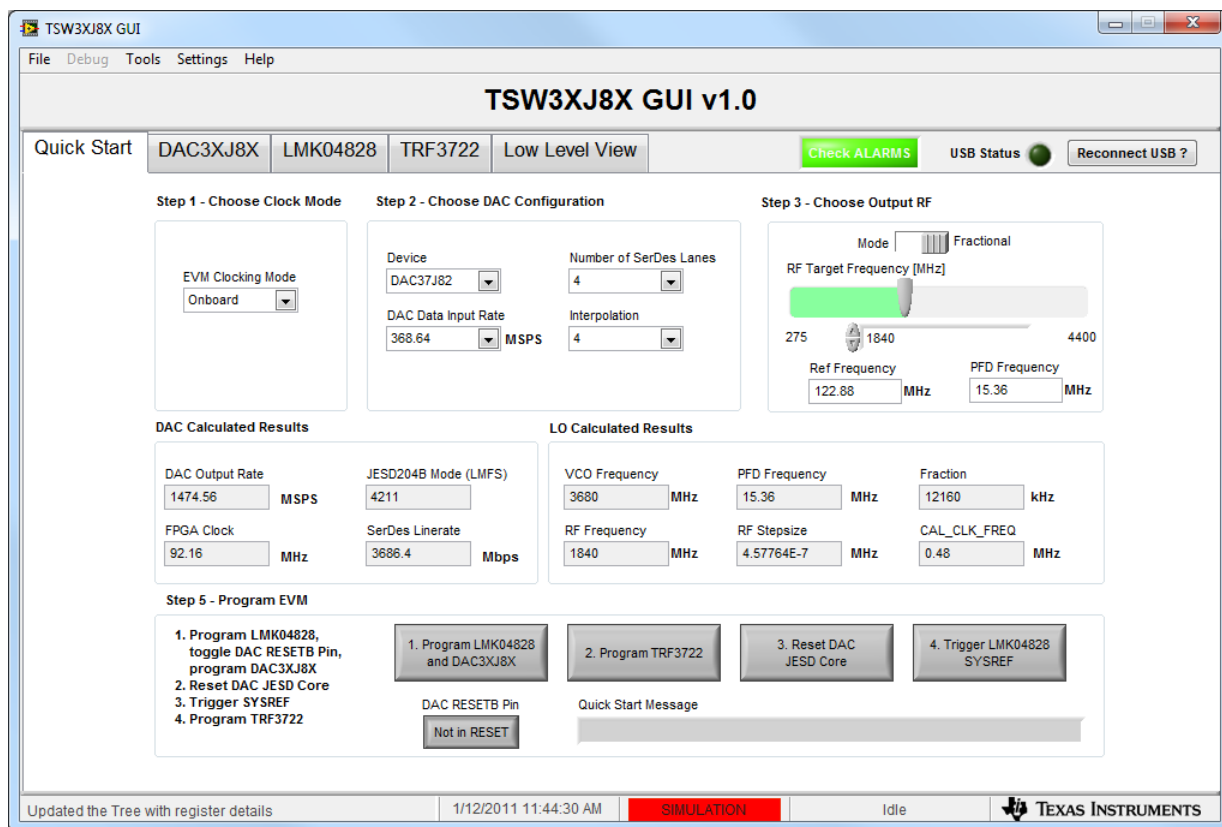 TSW3XJ8X GUI
File Debug Tools Settings Help
TSW3XJ8X GUI v1.0
Quick Start DAC3XJ8X LMK04828 TRF3722 Low Level View Check ALARMS USB Status Reconnect USB ?
Step 1 - Choose Clock Mode
EVM Clocking Mode
Onboard
Step 2 - Choose DAC Configuration
Device Number of SerDes Lanes
DAC37J82 4
DAC Data Input Rate Interpolation
368.64 MSPS 4
Step 3 - Choose Output RF
Mode Fractional
RF Target Frequency [MHz]
275 1840 4400
Ref Frequency PFD Frequency
122.88 MHz 15.36 MHz
DAC Calculated Results
DAC Output Rate JESD204B Mode (LMFS)
1474.56 MSPS 4211
FPGA Clock SerDes Linerate
92.16 MHz 3686.4 Mbps
LO Calculated Results
VCO Frequency PFD Frequency Fraction
3680 MHz 15.36 MHz 12160 kHz
RF Frequency RF Stepsize CAL_CLK_FREQ
1840 MHz 4.57764E-7 MHz 0.48 MHz
Step 5 - Program EVM
1. Program LMK04828,
toggle DAC RESETB Pin,
program DAC3XJ8X
2. Reset DAC JESD Core
3. Trigger SYSREF
4. Program TRF3722
1. Program LMK04828
and DAC3XJ8X
2. Program TRF3722
3. Reset DAC
JESD Core
4. Trigger LMK04828
SYSREF
DAC RESETB Pin
Not in RESET
Quick Start Message
Updated the Tree with register details 1/12/2011 11:44:30 AM SIMULATION Idle TEXAS INSTRUMENTS